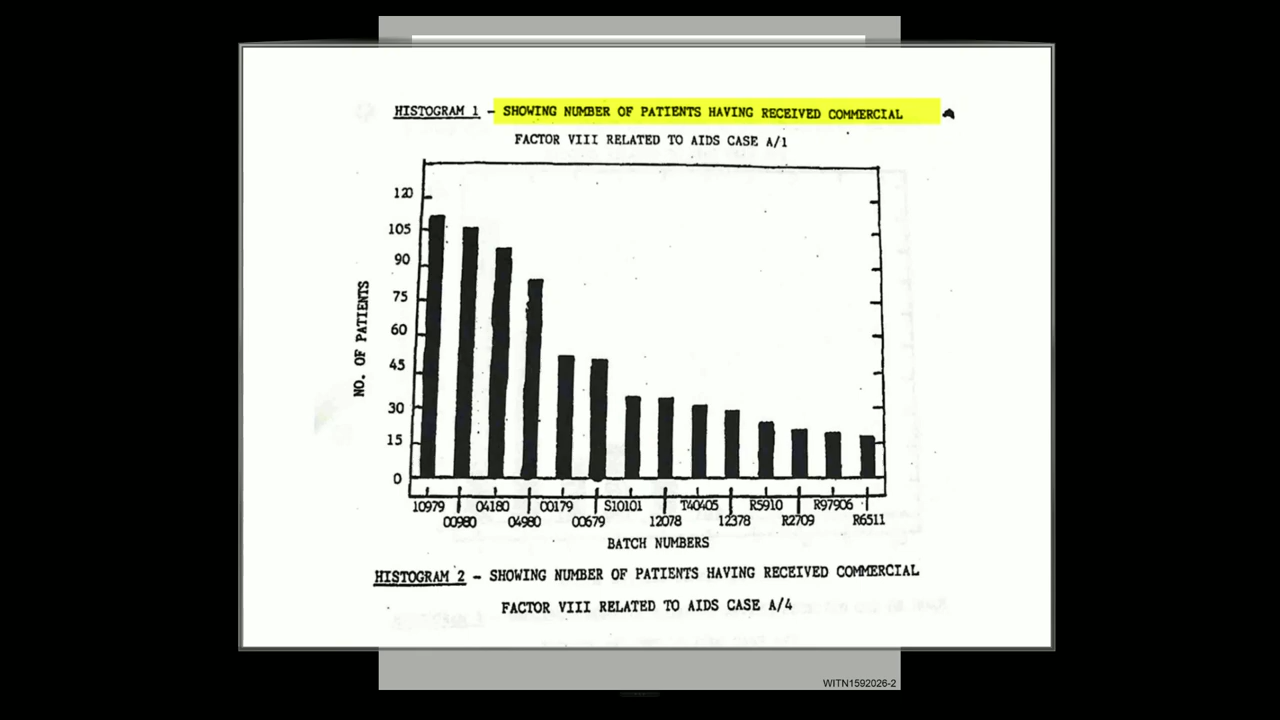 HISTOGRAM 1 - SHOWING NUMBER OF PATIENTS HAVING RECEIVED COMMERCIAL
FACTOR VIII RELATED TO AIDS CASE A/1
120
105
90
75
60
45
30
15
0
NO. OF PATIENTS
10979 04180 00179 S10101 T40405 R5910 R97906
00980 04980 00679 12078 12378 R2709 R6511
BATCH NUMBERS
HISTOGRAM 2 - SHOWING NUMBER OF PATIENTS HAVING RECEIVED COMMERCIAL
FACTOR VIII RELATED TO AIDS CASE A/4
WITN1592026-2